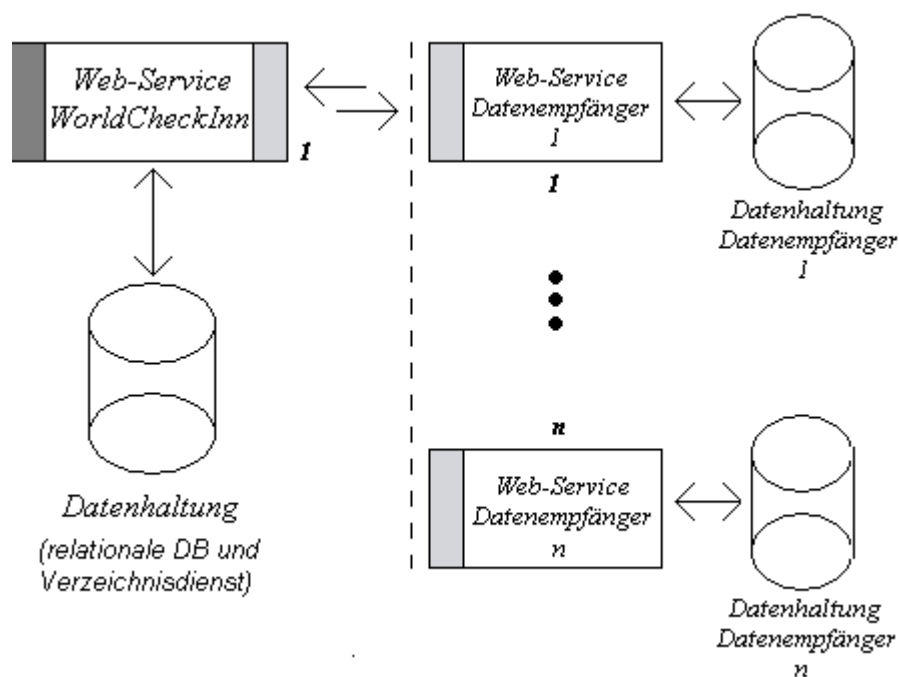 Web-Service
WorldCheckInn
1
Datenhaltung
(relationale DB und
Verzeichnisdienst)
Web-Service
Datenempfänger
1
1
Datenhaltung
Datenempfänger
1
n
Web-Service
Datenempfänger
n
Datenhaltung
Datenempfänger
n